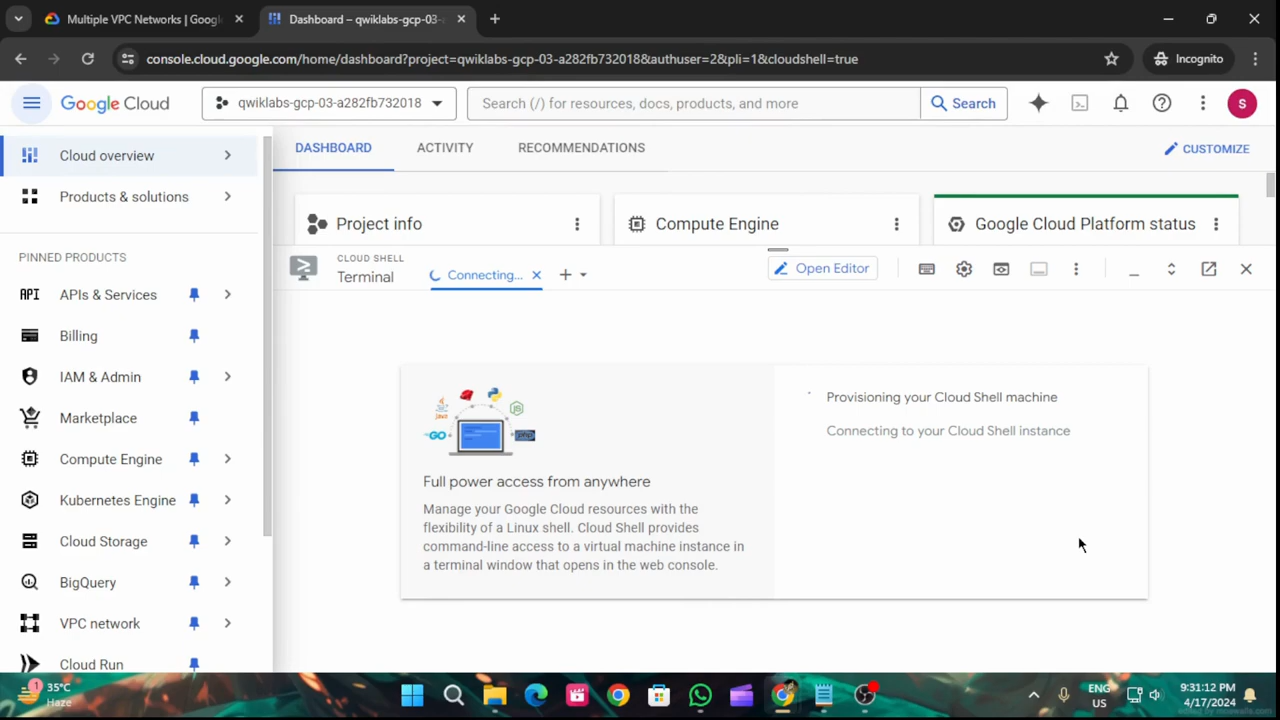 Multiple VPC Networks | Googl
Dashboard – qwiklabs-gcp-03-
console.cloud.google.com/home/dashboard?project=qwiklabs-gcp-03-a282fb732018&authuser=2&pli=1&cloudshell=true
Incognito
Google Cloud
qwiklabs-gcp-03-a282fb732018
Search (/) for resources, docs, products, and more
Search
S
Cloud overview
Products & solutions
PINNED PRODUCTS
API APIs & Services
Billing
IAM & Admin
Marketplace
Compute Engine
Kubernetes Engine
Cloud Storage
BigQuery
VPC network
Cloud Run
DASHBOARD
ACTIVITY
RECOMMENDATIONS
CUSTOMIZE
Project info
Compute Engine
Google Cloud Platform status
CLOUD SHELL
Terminal
Connecting...
Open Editor
Java
GO
php
Full power access from anywhere
Manage your Google Cloud resources with the
flexibility of a Linux shell. Cloud Shell provides
command-line access to a virtual machine instance in
a terminal window that opens in the web console.
Provisioning your Cloud Shell machine
Connecting to your Cloud Shell instance
1
35°C
Haze
ENG
US
9:31:12 PM
4/17/2024